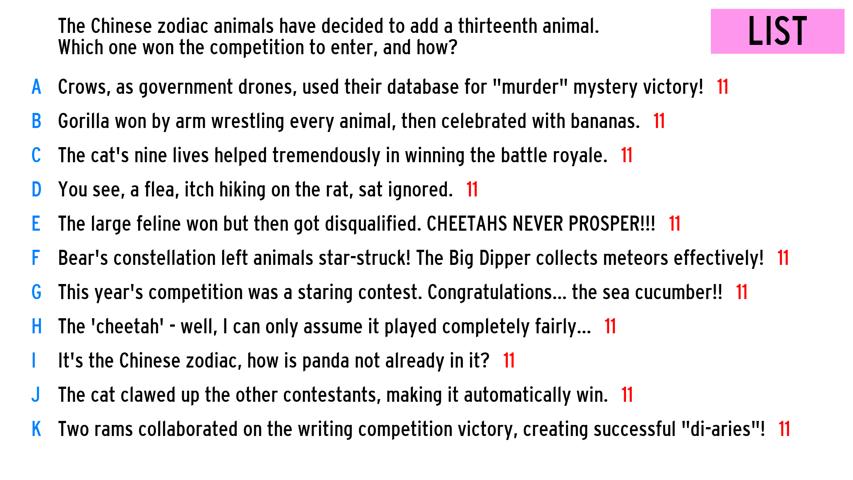 The Chinese zodiac animals have decided to add a thirteenth animal.
Which one won the competition to enter, and how?
LIST
A Crows, as government drones, used their database for "murder" mystery victory! 11
B Gorilla won by arm wrestling every animal, then celebrated with bananas. 11
C The cat's nine lives helped tremendously in winning the battle royale. 11
D You see, a flea, itch hiking on the rat, sat ignored. 11
E The large feline won but then got disqualified. CHEETAHS NEVER PROSPER!!! 11
F Bear's constellation left animals star-struck! The Big Dipper collects meteors effectively! 11
G This year's competition was a staring contest. Congratulations... the sea cucumber!! 11
H The 'cheetah' - well, I can only assume it played completely fairly... 11
I It's the Chinese zodiac, how is panda not already in it? 11
J The cat clawed up the other contestants, making it automatically win. 11
K Two rams collaborated on the writing competition victory, creating successful "di-aries"! 11